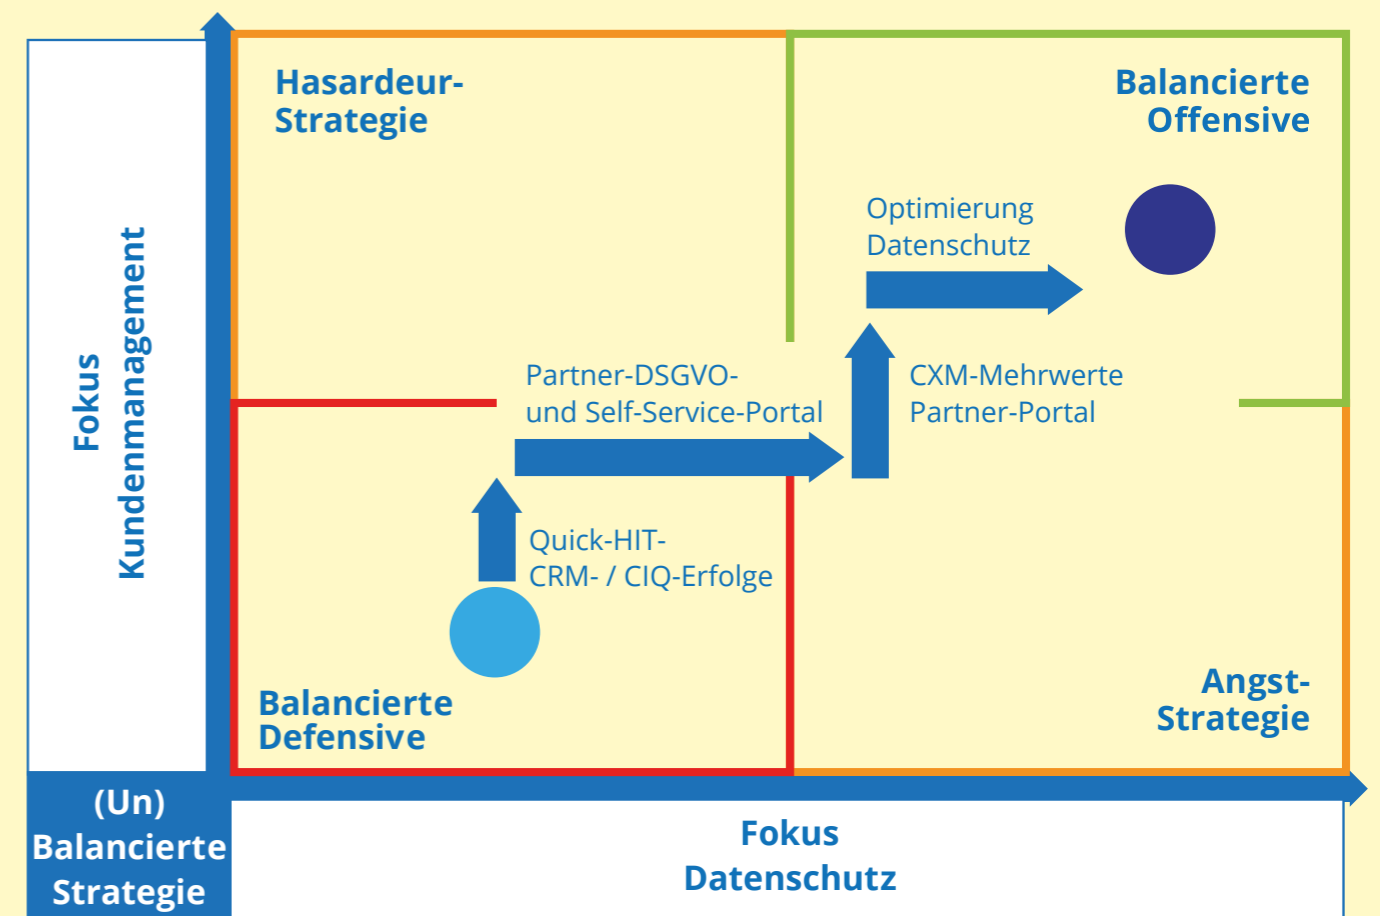 Hasardeur-
Strategie
Balancierte
Offensive
Optimierung
Datenschutz
Fokus
Kundenmanagement
Partner-DSGVO-
und Self-Service-Portal
CXM-Mehrwerte
Partner-Portal
Quick-HIT-
CRM- / CIQ-Erfolge
Balancierte
Defensive
Angst-
Strategie
(Un)
Balancierte
Strategie
Fokus
Datenschutz